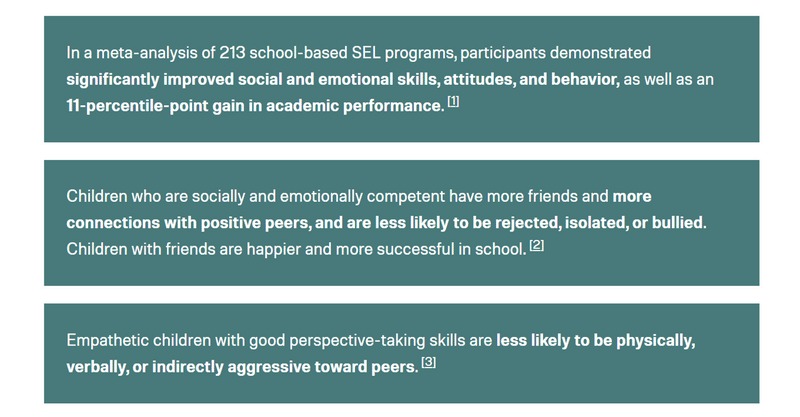 In a meta-analysis of 213 school-based SEL programs, participants demonstrated
significantly improved social and emotional skills, attitudes, and behavior, as well as an
11-percentile-point gain in academic performance. [1]
Children who are socially and emotionally competent have more friends and more
connections with positive peers, and are less likely to be rejected, isolated, or bullied.
Children with friends are happier and more successful in school. [2]
Empathetic children with good perspective-taking skills are less likely to be physically,
verbally, or indirectly aggressive toward peers. [3]